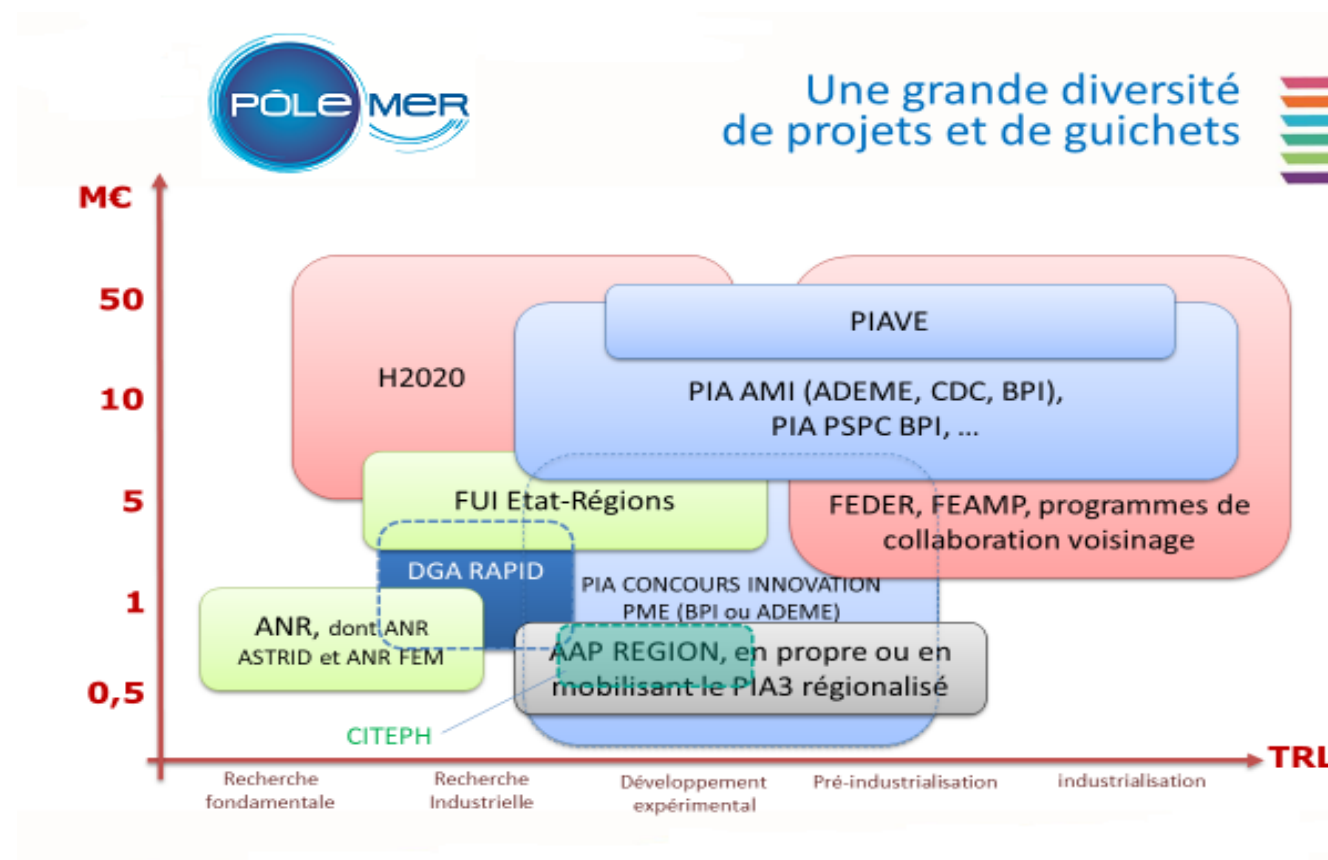 PÔLE MER
Une grande diversité
de projets et de guichets
M€
50
10
5
1
0,5
PIAVE
H2020
PIA AMI (ADEME, CDC, BPI),
PIA PSPC BPI, ...
FUI Etat-Régions
FEDER, FEAMP, programmes de
collaboration voisinage
DGA RAPID
PIA CONCOURS INNOVATION
PME (BPI ou ADEME)
ANR, dont ANR
ASTRID et ANR FEM
AAP REGION, en propre ou en
mobilisant le PIA3 régionalisé
CITEPH
TRL
Recherche
fondamentale
Recherche
Industrielle
Développement
expérimental
Pré-industrialisation
industrialisation